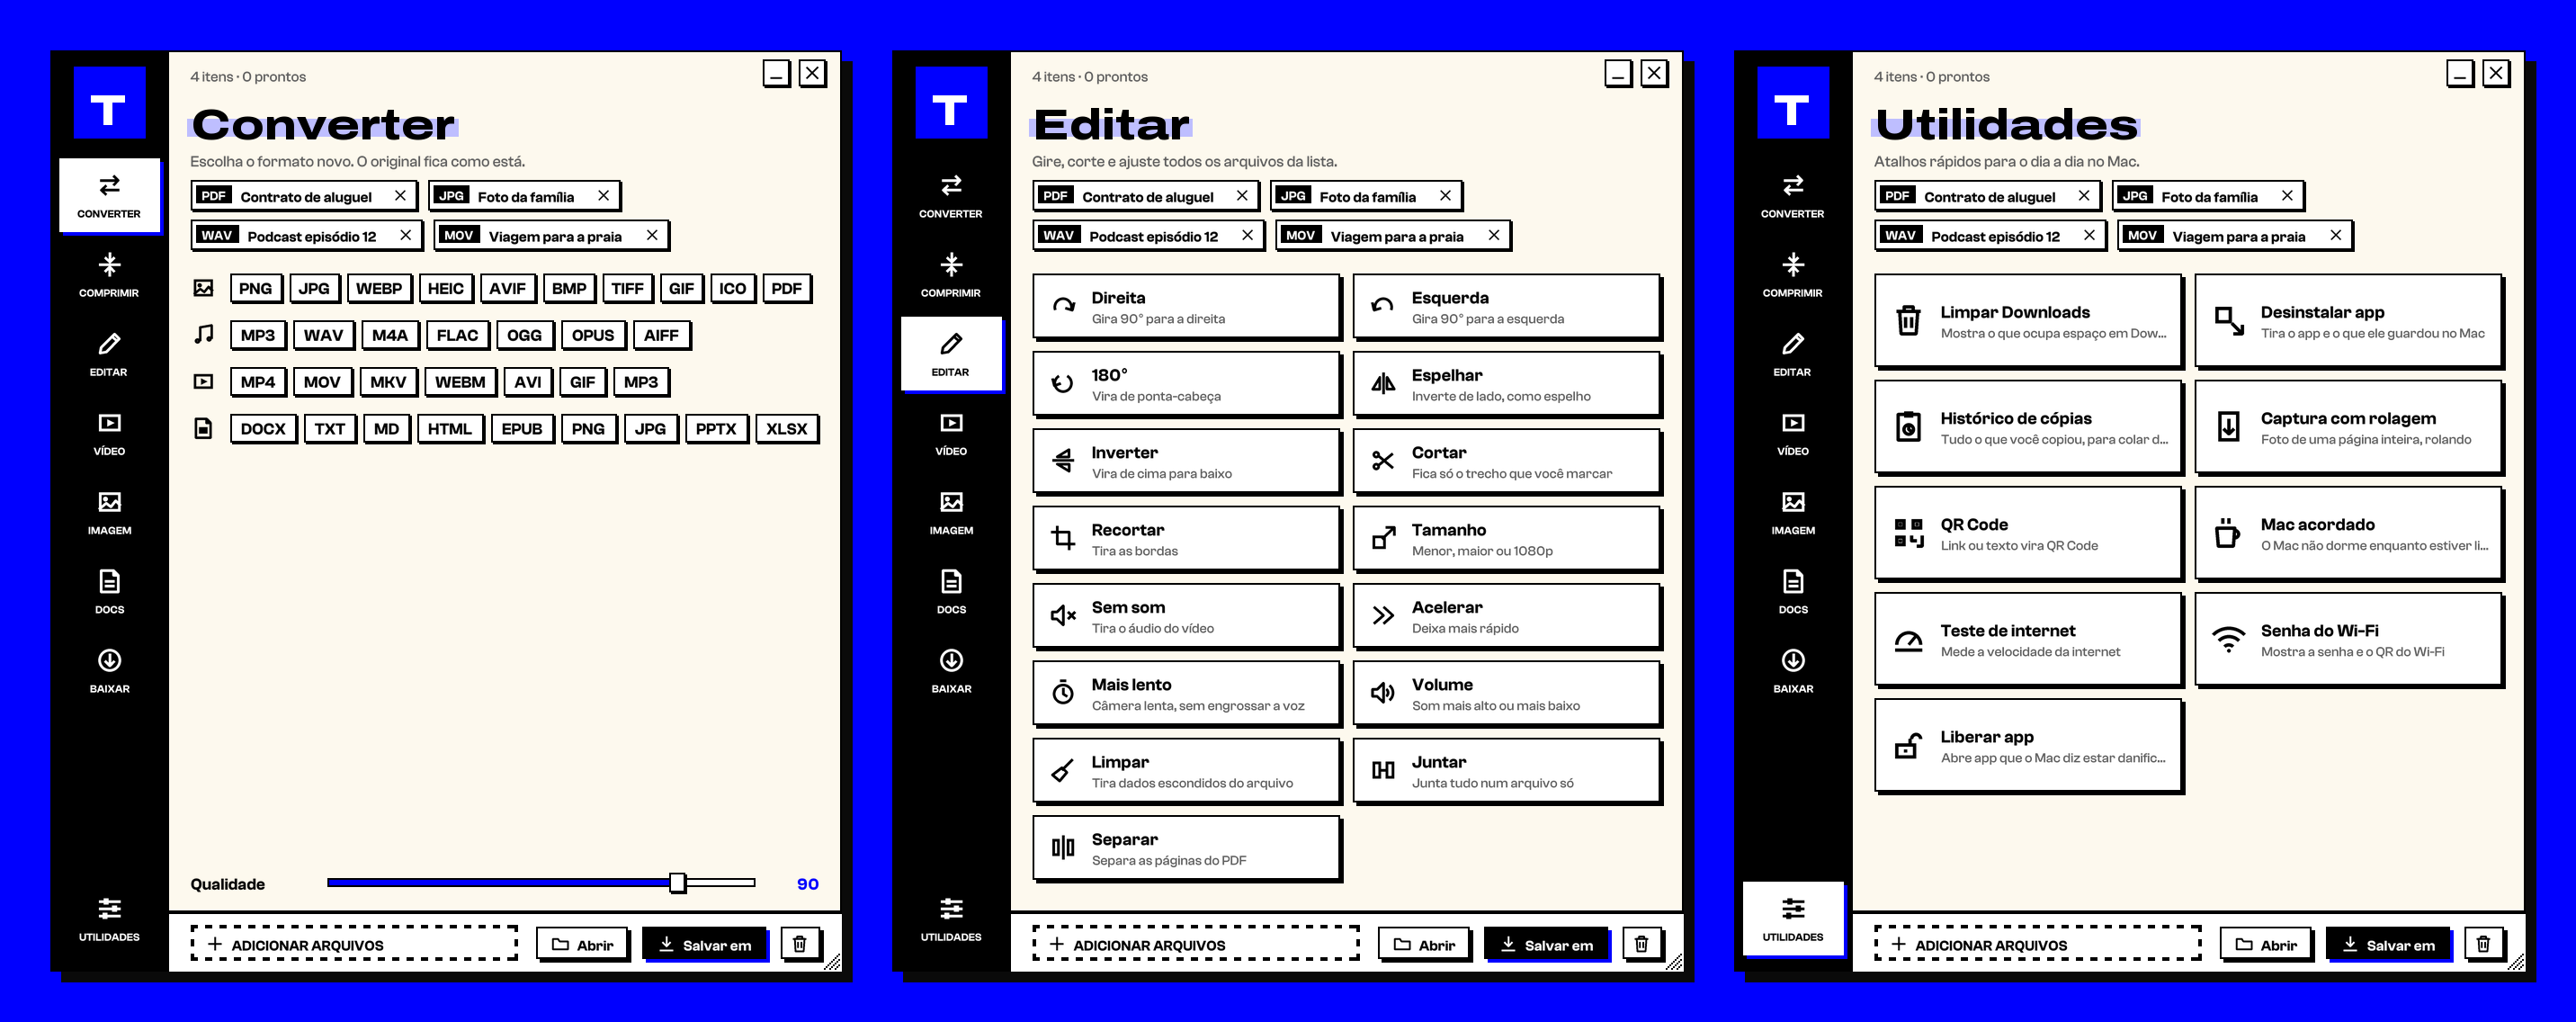 T
CONVERTER
COMPRIMIR
EDITAR
VÍDEO
IMAGEM
DOCS
BAIXAR
UTILIDADES
4 itens · 0 prontos
Converter
Escolha o formato novo. O original fica como está.
PDF Contrato de aluguel
JPG Foto da família
WAV Podcast episódio 12
MOV Viagem para a praia
PNG JPG WEBP HEIC AVIF BMP TIFF GIF ICO PDF
MP3 WAV M4A FLAC OGG OPUS AIFF
MP4 MOV MKV WEBM AVI GIF MP3
DOCX TXT MD HTML EPUB PNG JPG PPTX XLSX
Qualidade 90
ADICIONAR ARQUIVOS Abrir Salvar em
T
CONVERTER
COMPRIMIR
EDITAR
VÍDEO
IMAGEM
DOCS
BAIXAR
UTILIDADES
4 itens · 0 prontos
Editar
Gire, corte e ajuste todos os arquivos da lista.
PDF Contrato de aluguel
JPG Foto da família
WAV Podcast episódio 12
MOV Viagem para a praia
Direita
Gira 90° para a direita
Esquerda
Gira 90° para a esquerda
180°
Vira de ponta-cabeça
Espelhar
Inverte de lado, como espelho
Inverter
Vira de cima para baixo
Cortar
Fica só o trecho que você marcar
Recortar
Tira as bordas
Tamanho
Menor, maior ou 1080p
Sem som
Tira o áudio do vídeo
Acelerar
Deixa mais rápido
Mais lento
Câmera lenta, sem engrossar a voz
Volume
Som mais alto ou mais baixo
Limpar
Tira dados escondidos do arquivo
Juntar
Junta tudo num arquivo só
Separar
Separa as páginas do PDF
ADICIONAR ARQUIVOS Abrir Salvar em
T
CONVERTER
COMPRIMIR
EDITAR
VÍDEO
IMAGEM
DOCS
BAIXAR
UTILIDADES
4 itens · 0 prontos
Utilidades
Atalhos rápidos para o dia a dia no Mac.
PDF Contrato de aluguel
JPG Foto da família
WAV Podcast episódio 12
MOV Viagem para a praia
Limpar Downloads
Mostra o que ocupa espaço em Dow...
Desinstalar app
Tira o app e o que ele guardou no Mac
Histórico de cópias
Tudo o que você copiou, para colar d...
Captura com rolagem
Foto de uma página inteira, rolando
QR Code
Link ou texto vira QR Code
Mac acordado
O Mac não dorme enquanto estiver li...
Teste de internet
Mede a velocidade da internet
Senha do Wi-Fi
Mostra a senha e o QR do Wi-Fi
Liberar app
Abre app que o Mac diz estar danific...
ADICIONAR ARQUIVOS Abrir Salvar em